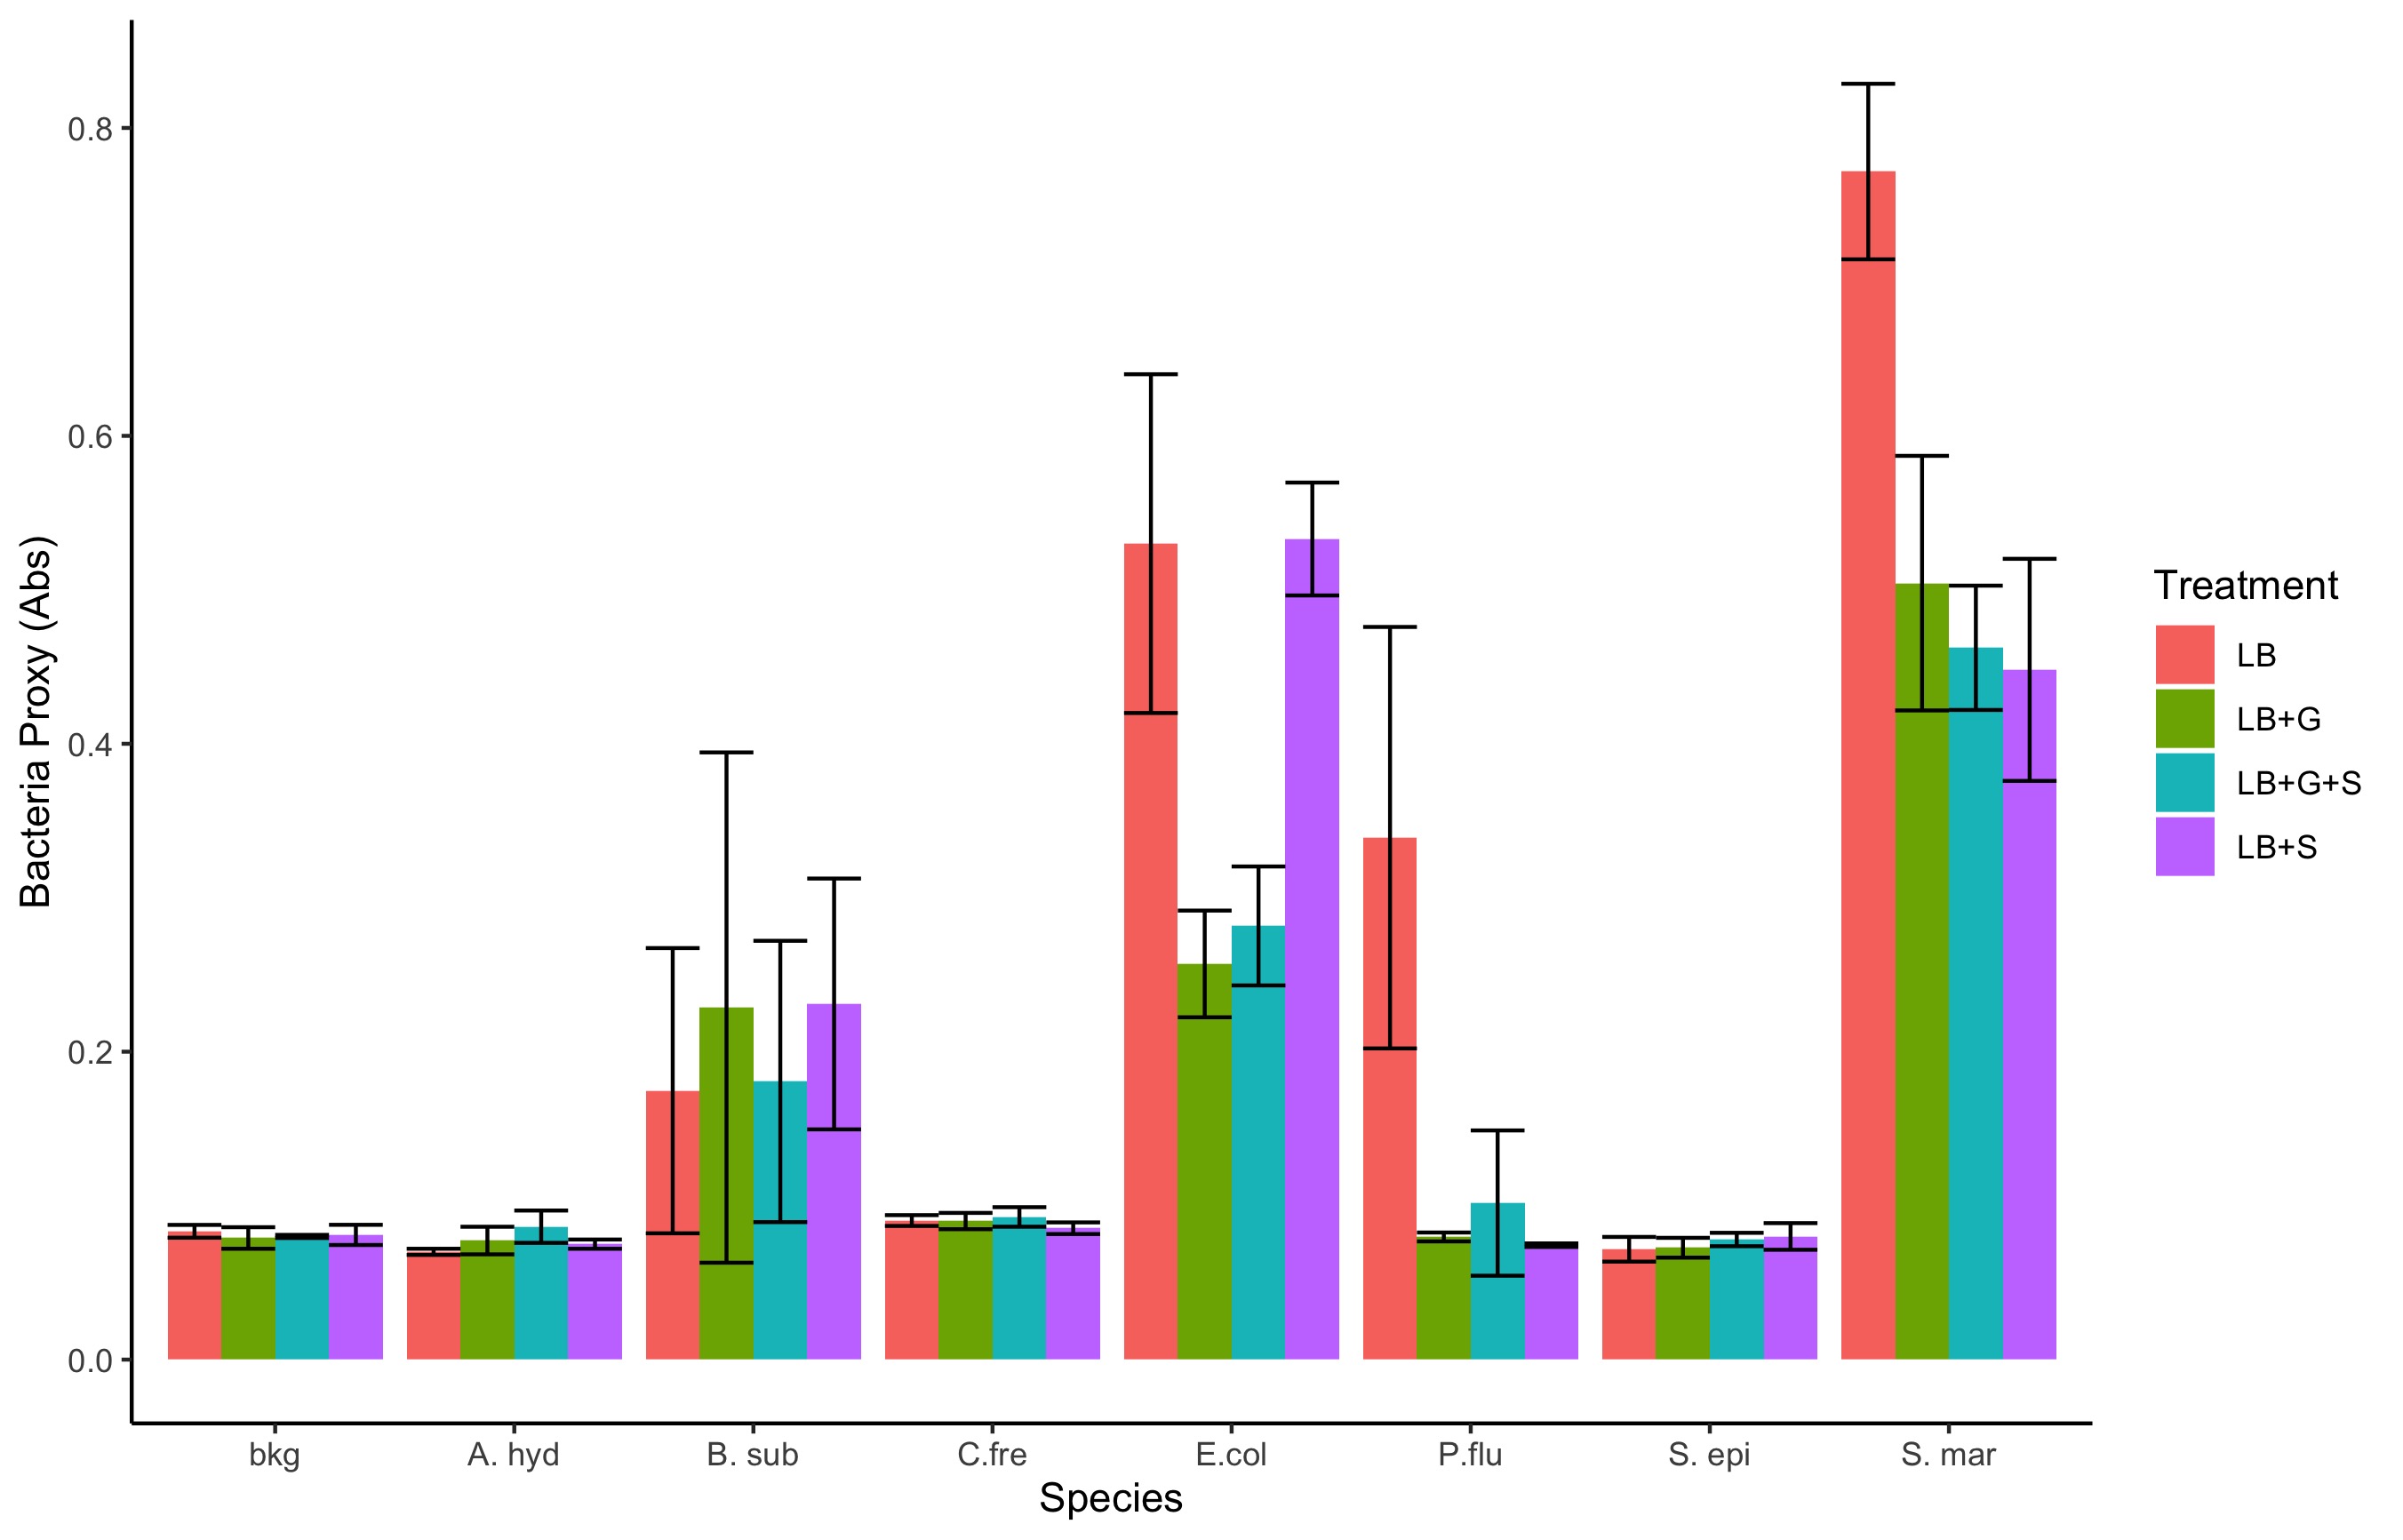 Bacteria Proxy (Abs)
0.8
0.6
0.4
0.2
0.0
bkg
A. hyd
B. sub
C.fre
E.col
P.flu
S. epi
S. mar
Species
Treatment
LB
LB+G
LB+G+S
LB+S